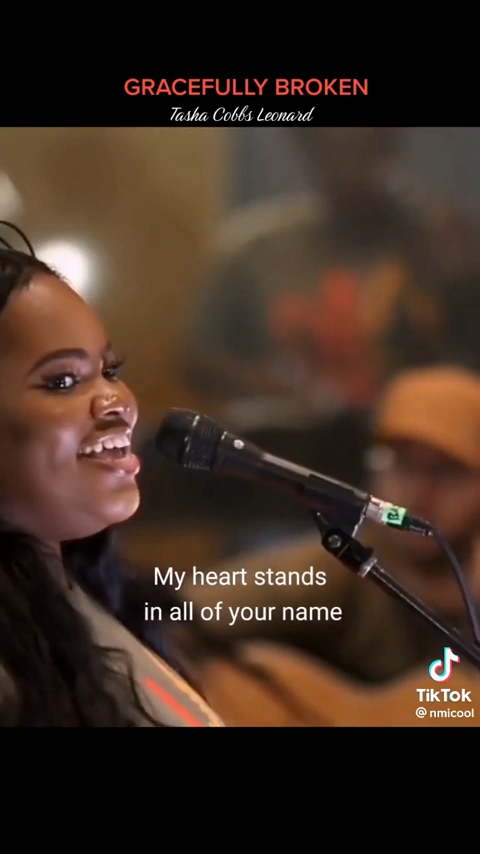 GRACEFULLY BROKEN
Tasha Cobbs Leonard
My heart stands
in all of your name
TikTok
@ nmicool